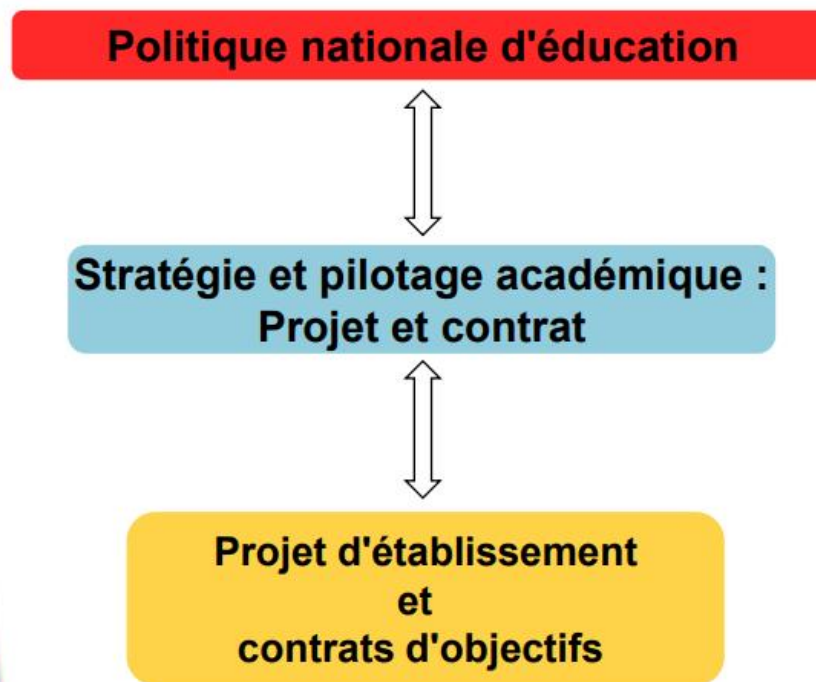 Politique nationale d'éducation
Stratégie et pilotage académique :
Projet et contrat
Projet d'établissement
et
contrats d'objectifs